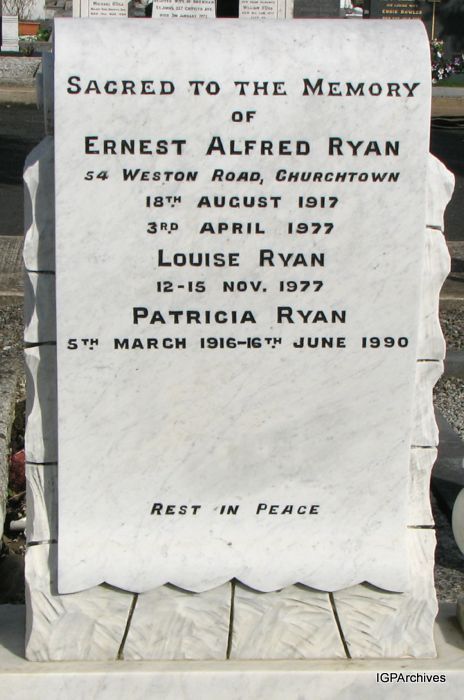 SACRED TO THE MEMORY
OF
ERNEST ALFRED RYAN
54 WESTON ROAD, CHURCHTOWN
18TH AUGUST 1917
3RD APRIL 1977
LOUISE RYAN
12-15 NOV. 1977
PATRICIA RYAN
5TH MARCH 1916-16TH JUNE 1990
REST IN PEACE
IGPArchives